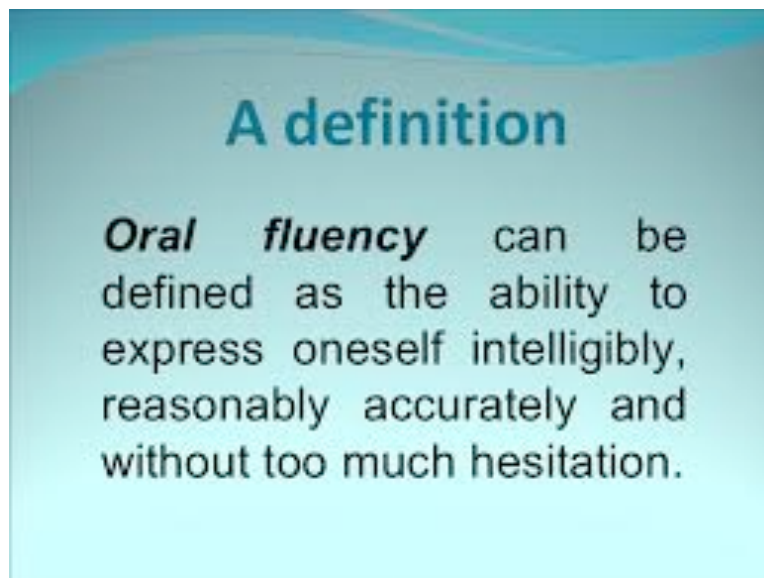 A definition
Oral fluency can be
defined as the ability to
express oneself intelligibly,
reasonably accurately and
without too much hesitation.